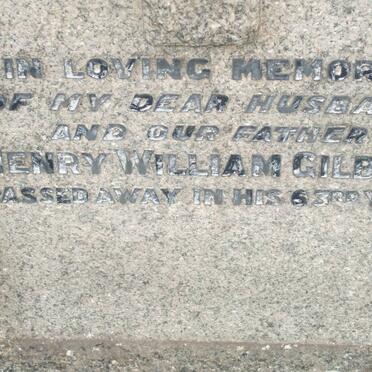 IN LOVING MEMOR
OF MY DEAR HUSBA
AND OUR FATHER
HENRY WILLIAM GILB
PASSED AWAY IN HIS 63RD Y